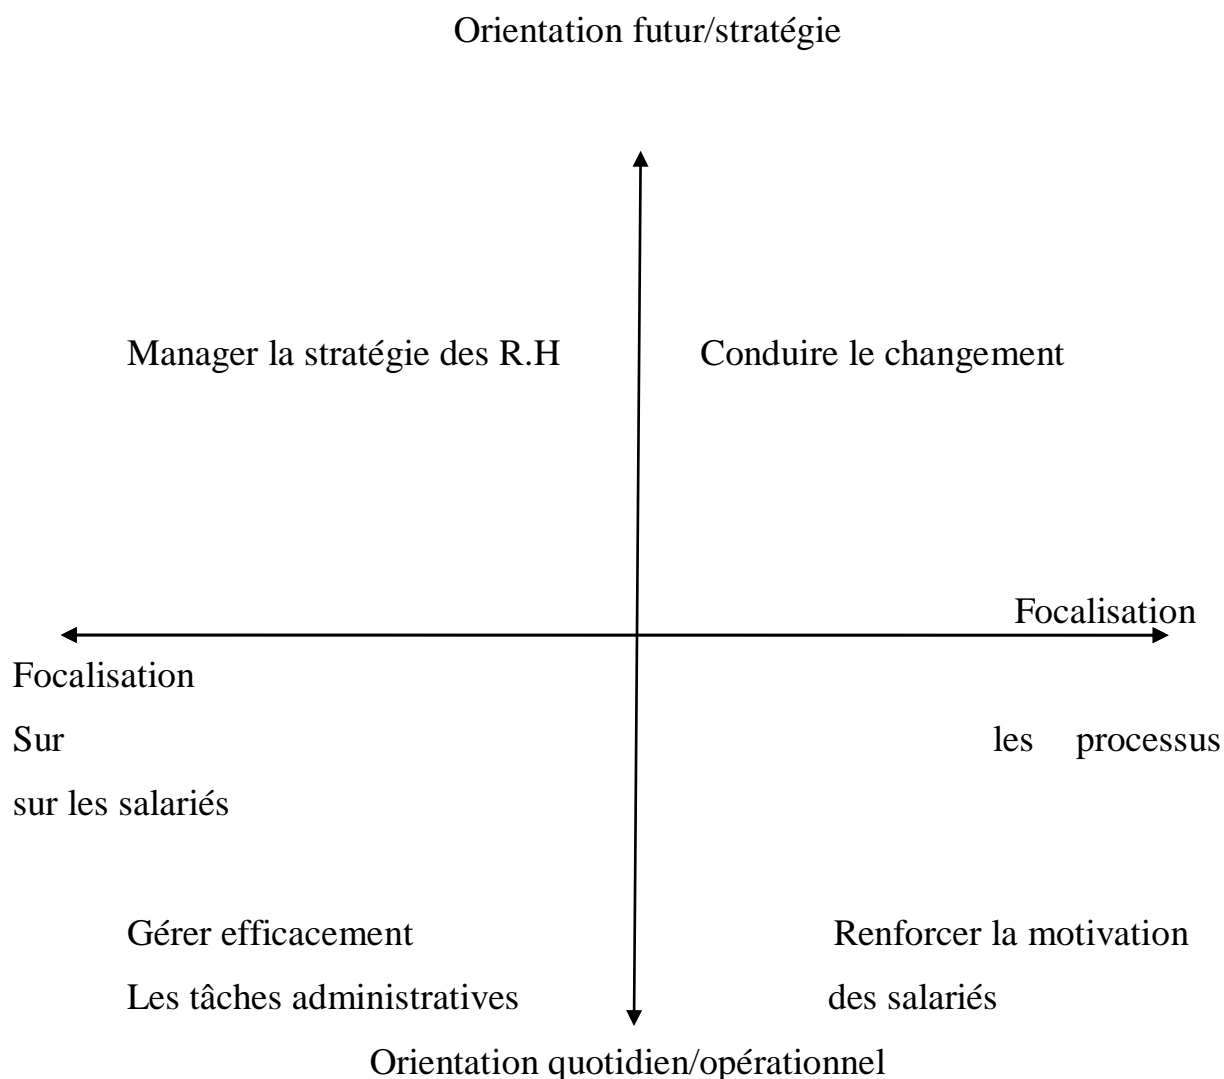 Orientation futur/stratégie
Manager la stratégie des R.H Conduire le changement
Focalisation
Focalisation
Sur les processus
sur les salariés
Gérer efficacement Renforcer la motivation
Les tâches administratives des salariés
Orientation quotidien/opérationnel